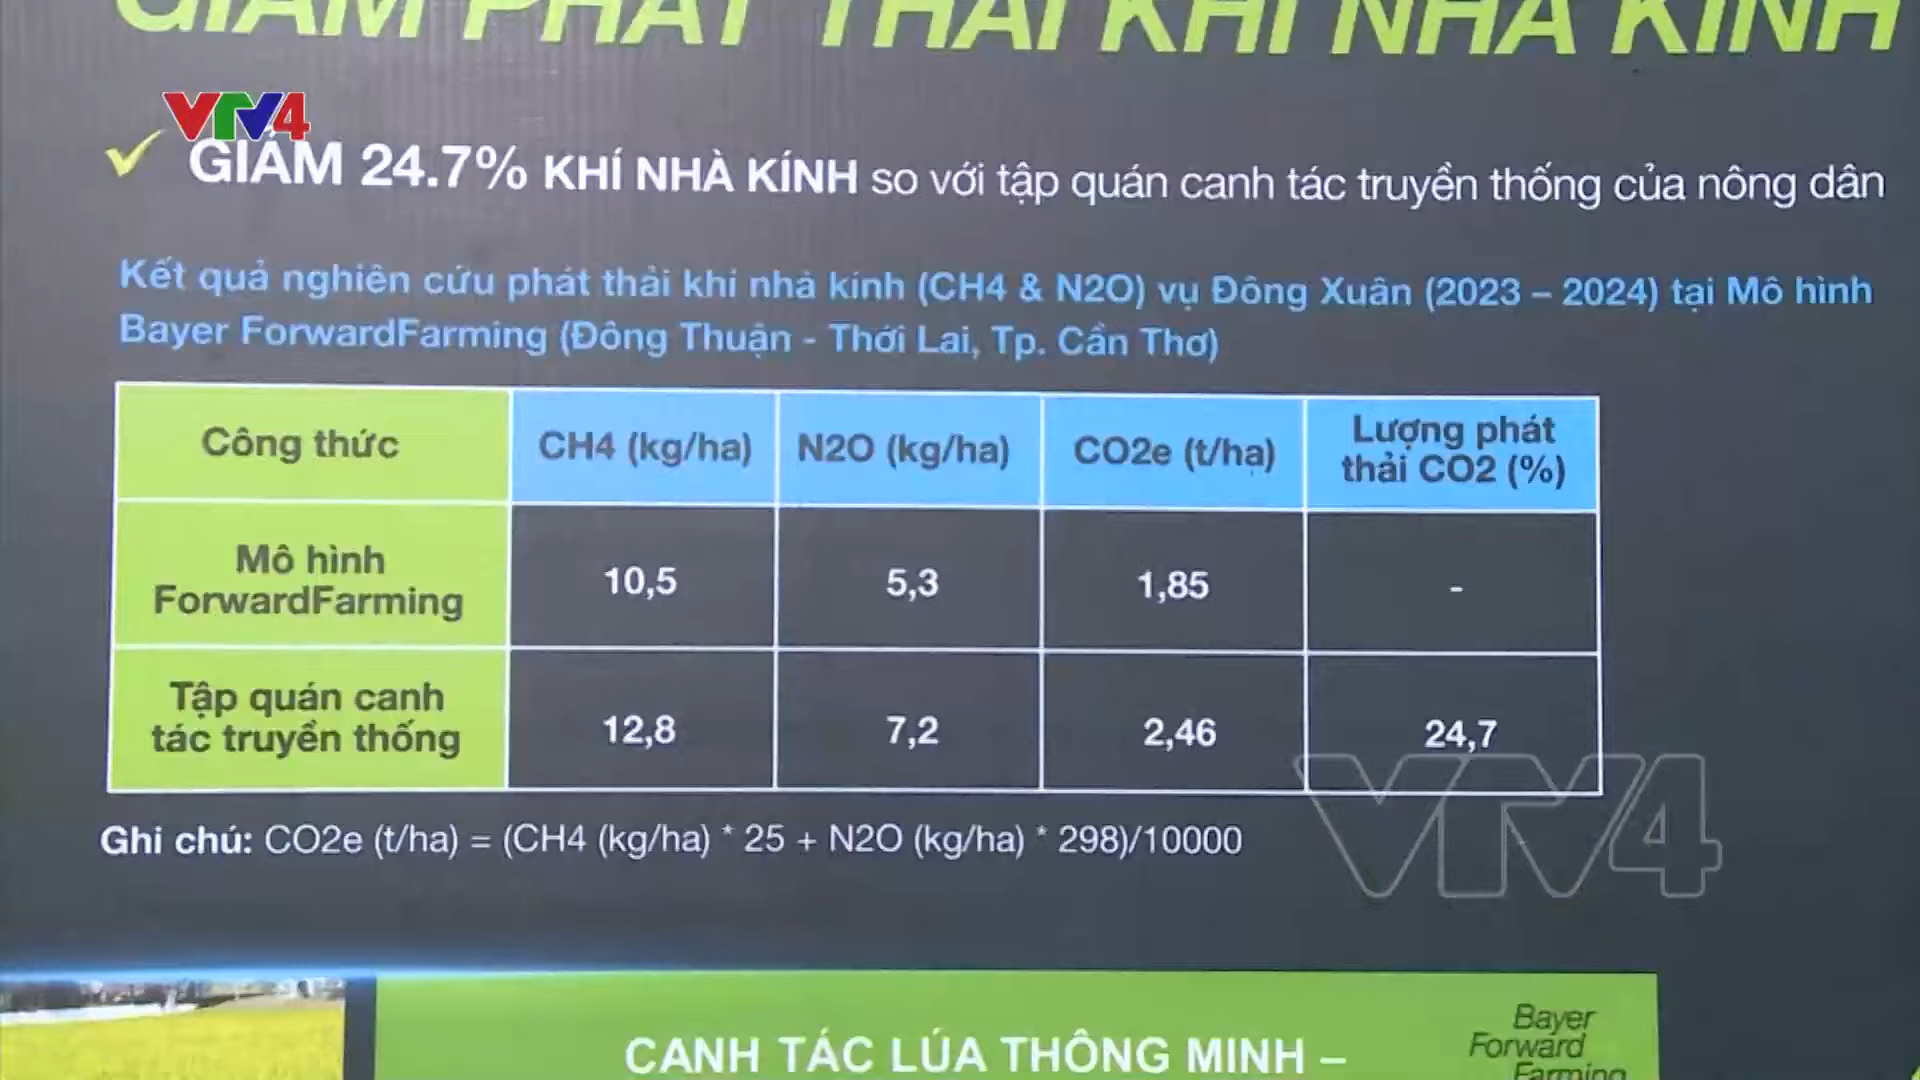 GIẢM PHÁT THẢI KHÍ NHÀ KÍNH
VTV4
GIẢM 24.7% KHÍ NHÀ KÍNH so với tập quán canh tác truyền thống của nông dân
Kết quả nghiên cứu phát thải khí nhà kính (CH4 & N2O) vụ Đông Xuân (2023 – 2024) tại Mô hình
Bayer ForwardFarming (Đông Thuận - Thới Lai, Tp. Cần Thơ)
Công thức CH4 (kg/ha) N2O (kg/ha) CO2e (t/ha) Lượng phát
thải CO2 (%)
Mô hình
ForwardFarming 10,5 5,3 1,85 -
Tập quán canh
tác truyền thống 12,8 7,2 2,46 24,7
Ghi chú: CO2e (t/ha) = (CH4 (kg/ha) * 25 + N2O (kg/ha) * 298)/10000
VTV4
CANH TÁC LÚA THÔNG MINH –
Bayer
Forward
Farming